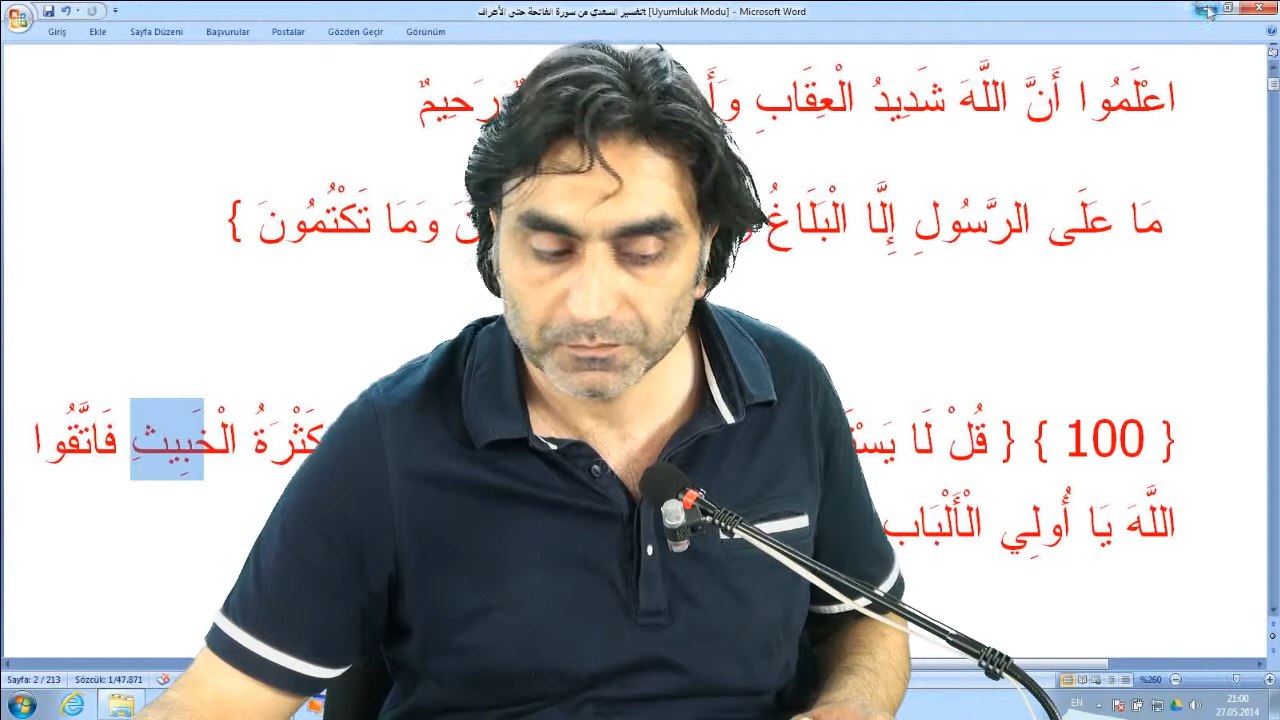 تفسير السعدي من سورة الفاتحة حتى الأعراف [Uyumluluk Modu] - Microsoft Word
Giriş Ekle Sayfa Düzeni Başvurular Postalar Gözden Geçir Görünüm
اعْلَمُوا أَنَّ اللَّهَ شَدِيدُ الْعِقَابِ رَحِيمٌ
مَا عَلَى الرَّسُولِ إِلَّا الْبَلَاغُ وَمَا تَكْتُمُونَ }
{ 100 } { قُلْ لَا كَثْرَةُ الْخَبِيثِ فَاتَّقُوا
اللَّهَ يَا أُولِي الْأَلْبَابِ
Sayfa: 2 / 213 Sözcük: 1/47.871 %260
EN 21:00
27.05.2014